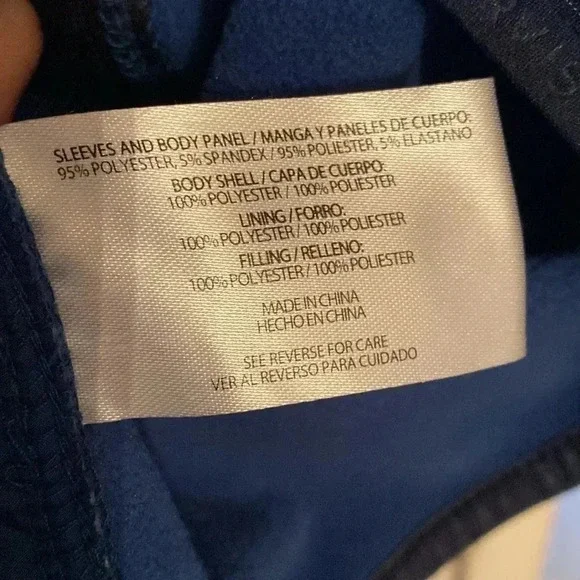 SLEEVES AND BODY PANEL / MANGA Y PANELES DE CUERPO:
95% POLYESTER, 5% SPANDEX / 95% POLIESTER, 5% ELASTANO
BODY SHELL / CAPA DE CUERPO:
100% POLYESTER / 100% POLIESTER
LINING / FORRO:
100% POLYESTER / 100% POLIESTER
FILLING / RELLENO:
100% POLYESTER / 100% POLIESTER
MADE IN CHINA
HECHO EN CHINA
SEE REVERSE FOR CARE
VER AL REVERSO PARA CUIDADO